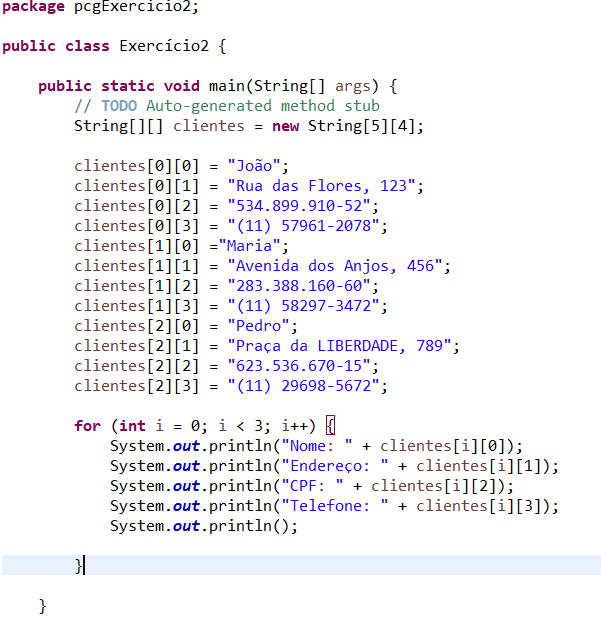 package pcgExercicio2;
public class Exercício2 {
public static void main(String[] args) {
// TODO Auto-generated method stub
String[][] clientes = new String[5][4];
clientes[0][0] = "João";
clientes[0][1] = "Rua das Flores, 123";
clientes[0][2] = "534.899.910-52";
clientes[0][3] = "(11) 57961-2078";
clientes[1][0] ="Maria";
clientes[1][1] = "Avenida dos Anjos, 456";
clientes[1][2] = "283.388.160-60";
clientes[1][3] = "(11) 58297-3472";
clientes[2][0] = "Pedro";
clientes[2][1] = "Praça da LIBERDADE, 789";
clientes[2][2] = "623.536.670-15";
clientes[2][3] = "(11) 29698-5672";
for (int i = 0; i < 3; i++) {
System.out.println("Nome: " + clientes[i][0]);
System.out.println("Endereço: " + clientes[i][1]);
System.out.println("CPF: " + clientes[i][2]);
System.out.println("Telefone: " + clientes[i][3]);
System.out.println();
}
}